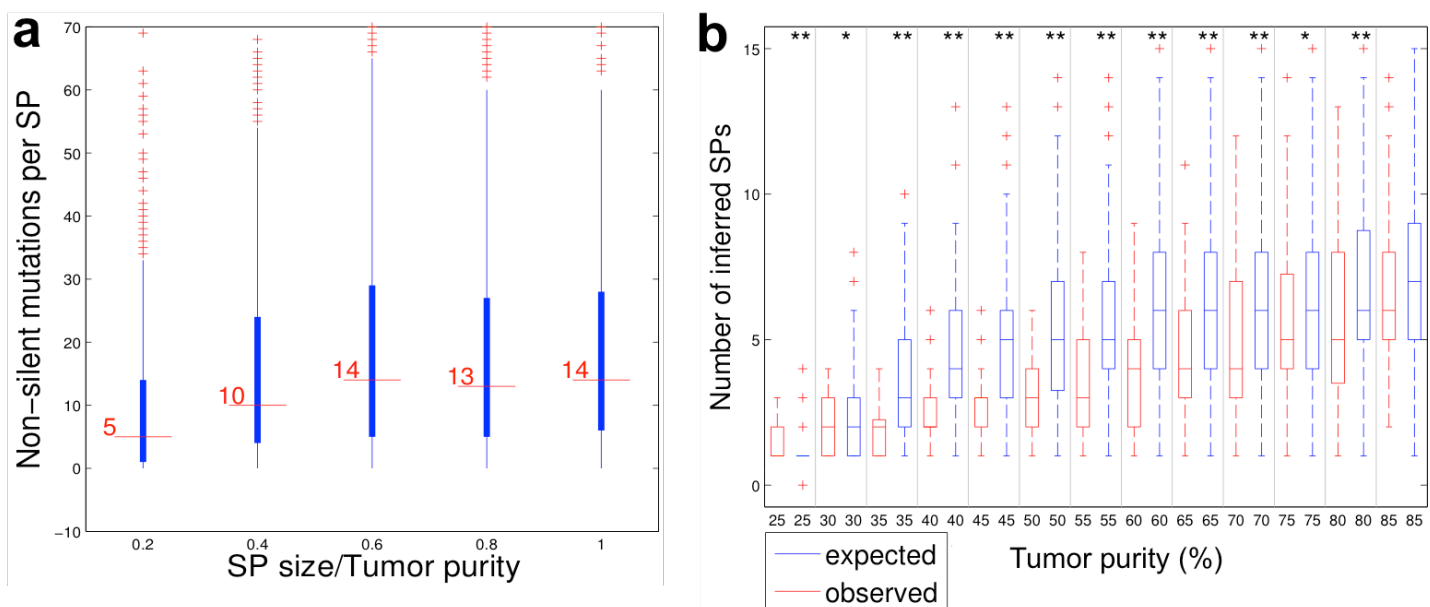 a
Non-silent mutations per SP
70
60
50
40
30
20
10
0
-10
5
10
14
13
14
0.2 0.4 0.6 0.8 1
SP size/Tumor purity
b
Number of inferred SPs
** * ** ** ** ** ** ** ** ** * **
15
10
5
0
25 25 30 30 35 35 40 40 45 45 50 50 55 55 60 60 65 65 70 70 75 75 80 80 85 85
Tumor purity (%)
expected
observed